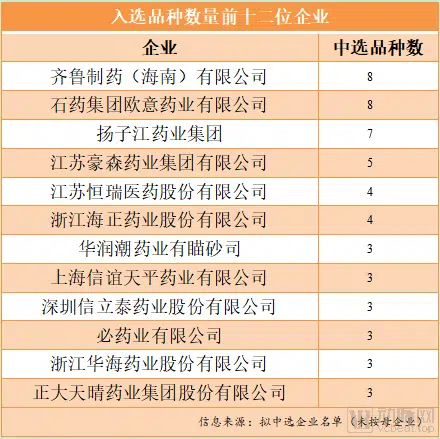 入选品种数量前十二位企业
企业 中选品种数
齐鲁制药（海南）有限公司 8
石药集团欧意药业有限公司 8
扬子江药业集团 7
江苏豪森药业集团有限公司 5
江苏恒瑞医药股份有限公司 4
浙江海正药业股份有限公司 4
华润潮药业有瞄砂司 3
上海信谊天平药业有限公司 3
深圳信立泰药业股份有限公司 3
必药业有限公司 3
浙江华海药业股份有限公司 3
正大天晴药业集团股份有限公司 3
信息来源：拟中选企业名单（未按母企业）
动脉网
vcbeat.top